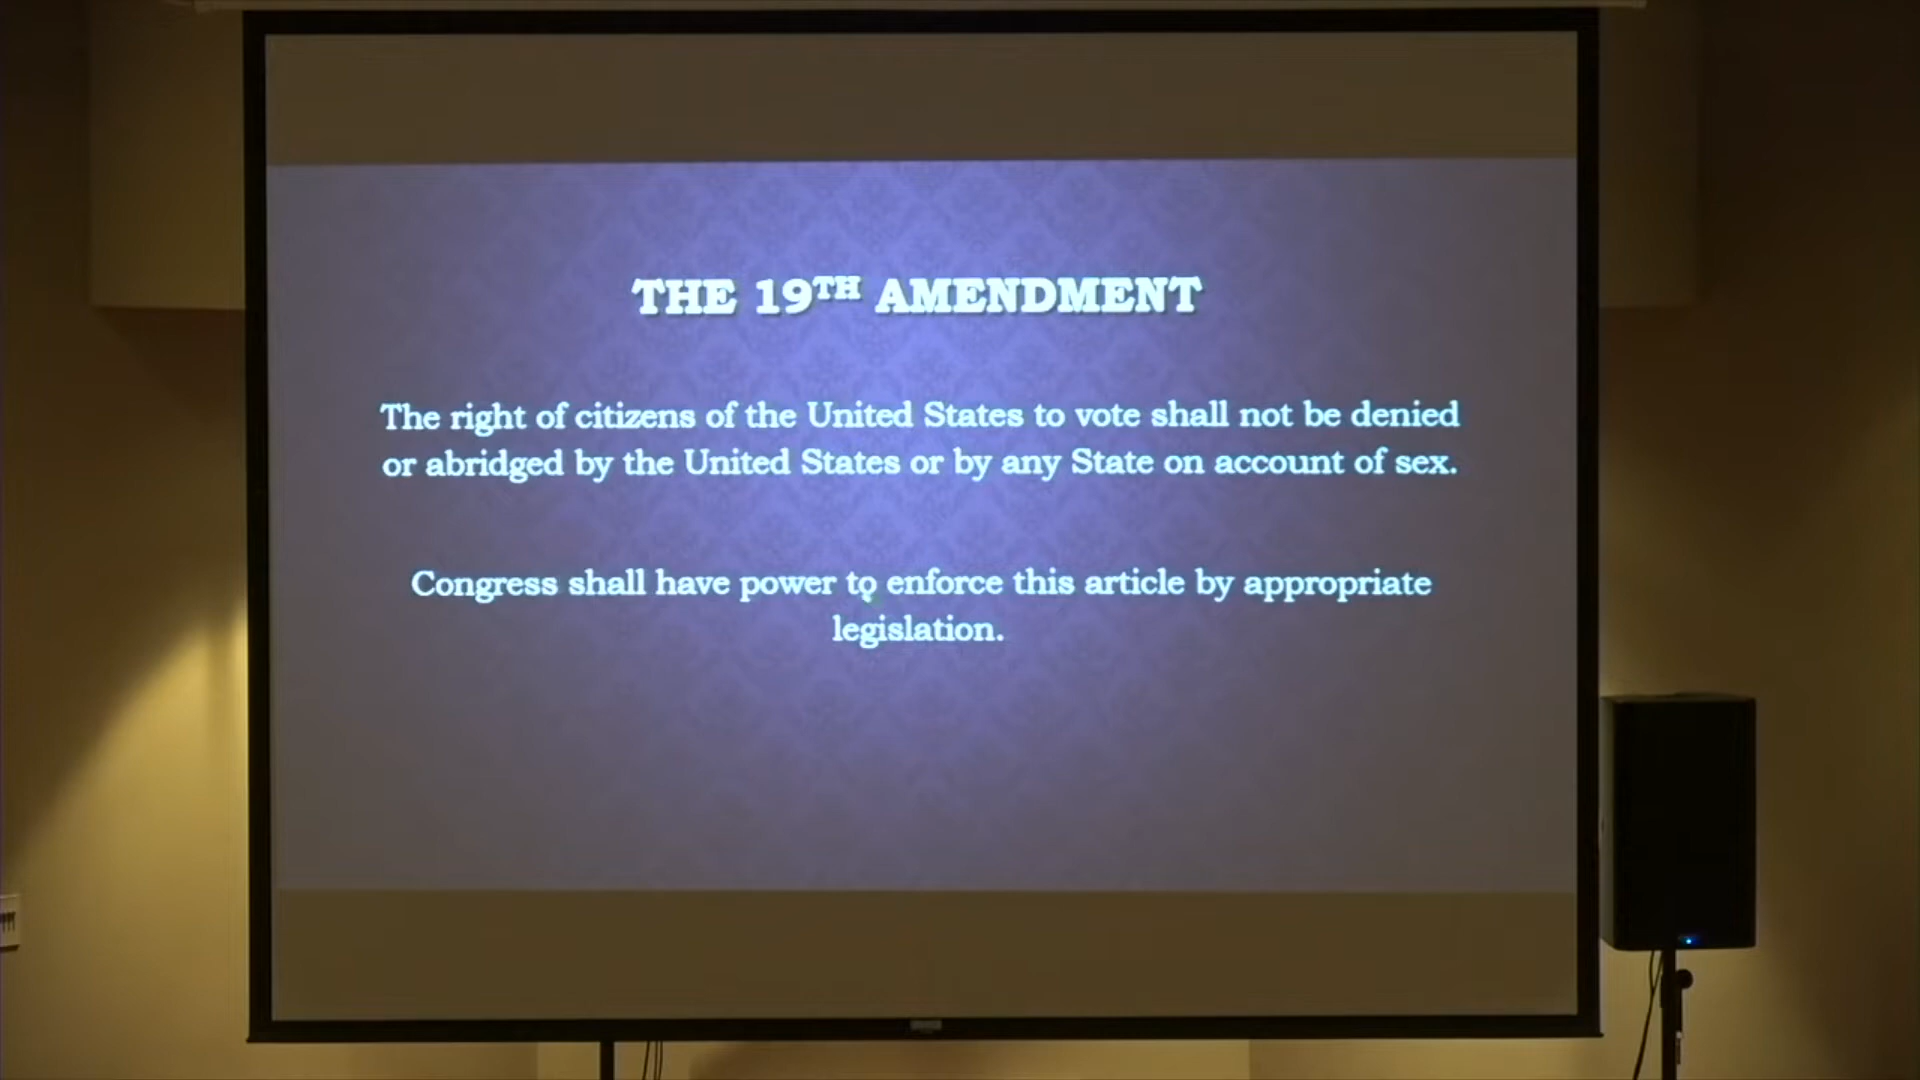 THE 19TH AMENDMENT
The right of citizens of the United States to vote shall not be denied
or abridged by the United States or by any State on account of sex.
Congress shall have power to enforce this article by appropriate
legislation.